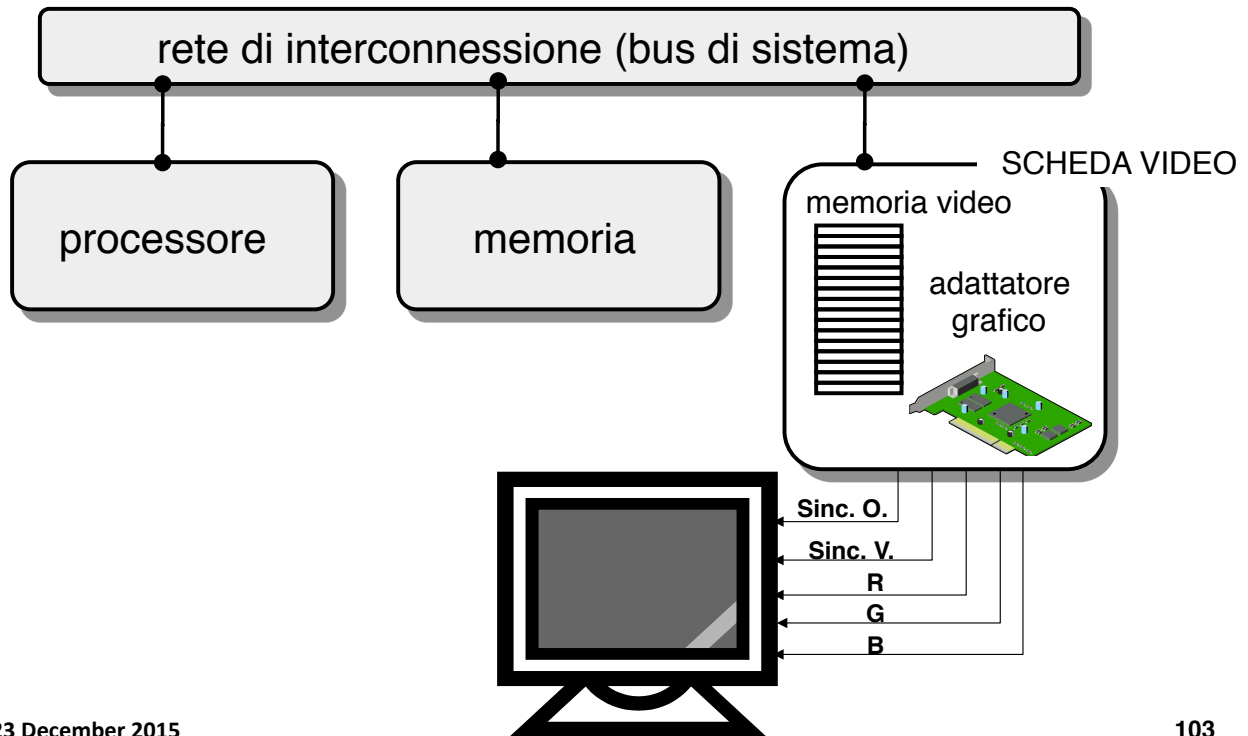 rete di interconnessione (bus di sistema)
processore
memoria
SCHEDA VIDEO
memoria video
adattatore
grafico
Sinc. O.
Sinc. V.
R
G
B
23 December 2015
103